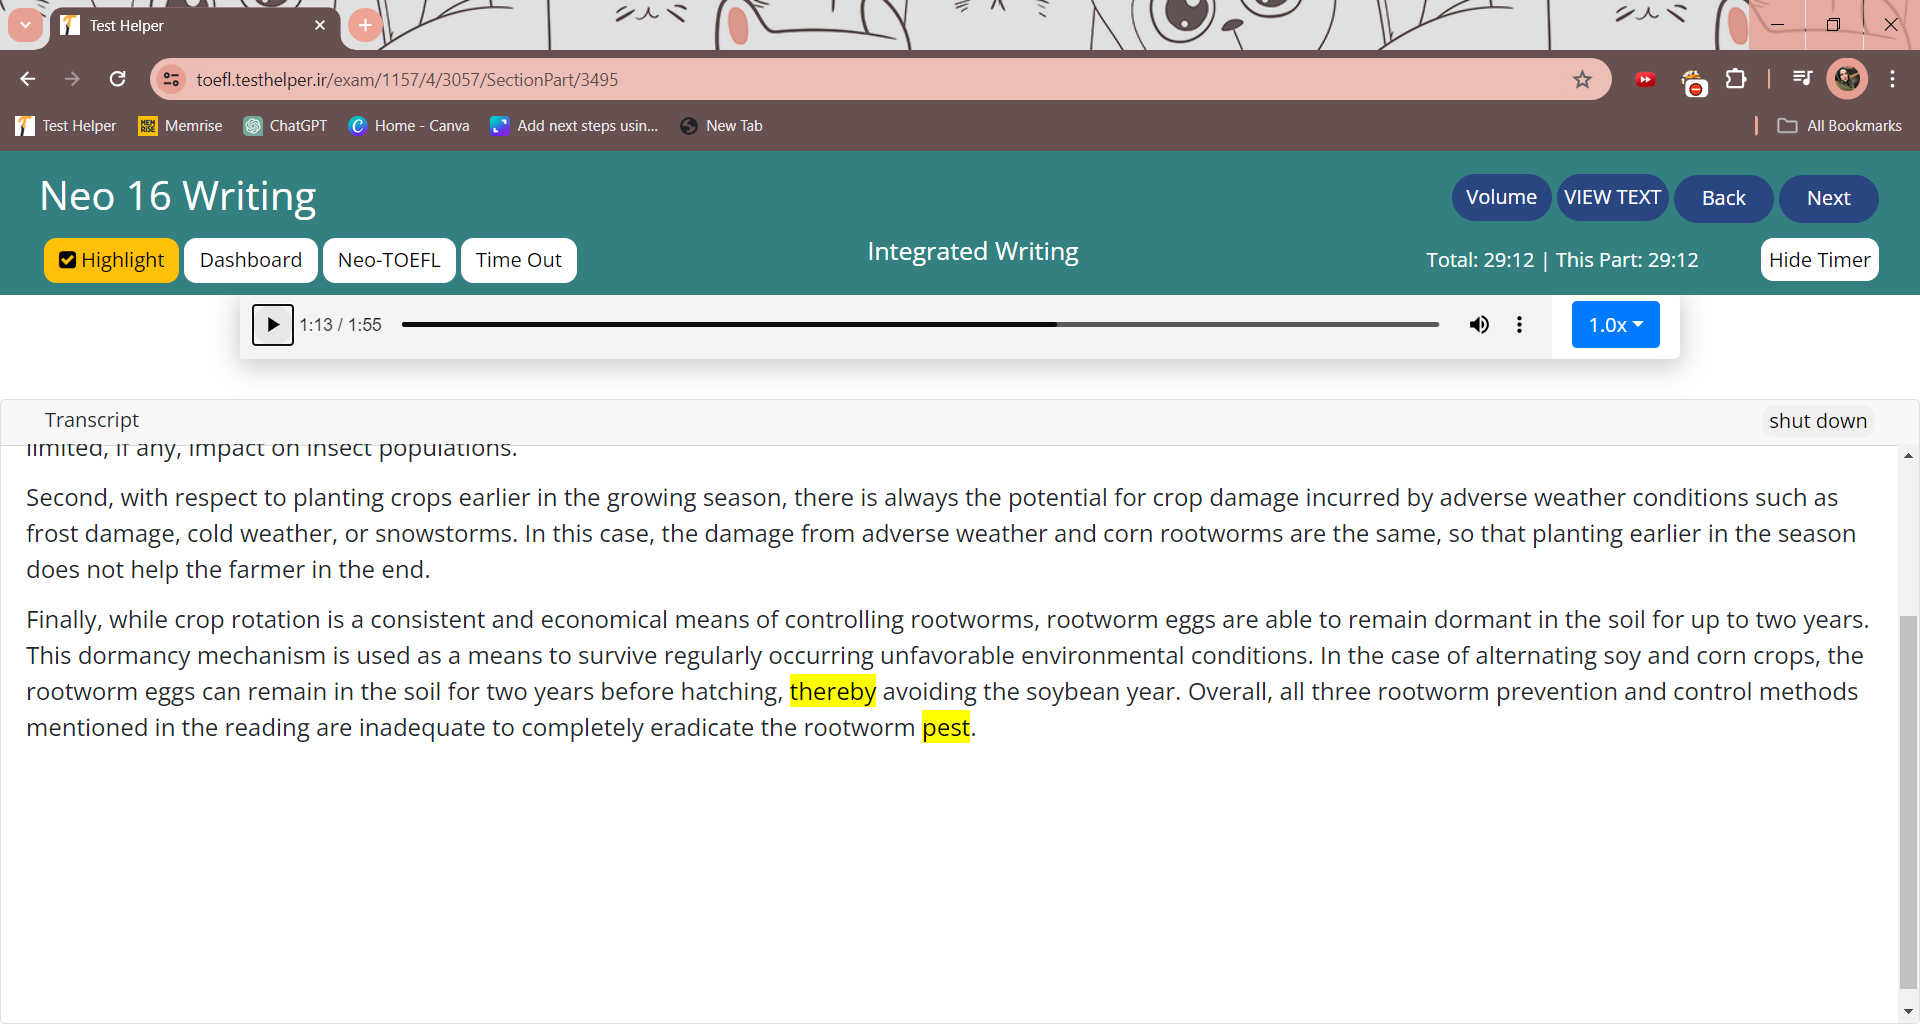 Test Helper
toefl.testhelper.ir/exam/1157/4/3057/SectionPart/3495
Test Helper
Memrise
ChatGPT
Home - Canva
Add next steps usin...
New Tab
All Bookmarks
Neo 16 Writing
Volume
VIEW TEXT
Back
Next
Highlight
Dashboard
Neo-TOEFL
Time Out
Integrated Writing
Total: 29:12 | This Part: 29:12
Hide Timer
1:13 / 1:55
1.0x
Transcript
shut down
limited, if any, impact on insect populations.
Second, with respect to planting crops earlier in the growing season, there is always the potential for crop damage incurred by adverse weather conditions such as
frost damage, cold weather, or snowstorms. In this case, the damage from adverse weather and corn rootworms are the same, so that planting earlier in the season
does not help the farmer in the end.
Finally, while crop rotation is a consistent and economical means of controlling rootworms, rootworm eggs are able to remain dormant in the soil for up to two years.
This dormancy mechanism is used as a means to survive regularly occurring unfavorable environmental conditions. In the case of alternating soy and corn crops, the
rootworm eggs can remain in the soil for two years before hatching, thereby avoiding the soybean year. Overall, all three rootworm prevention and control methods
mentioned in the reading are inadequate to completely eradicate the rootworm pest.